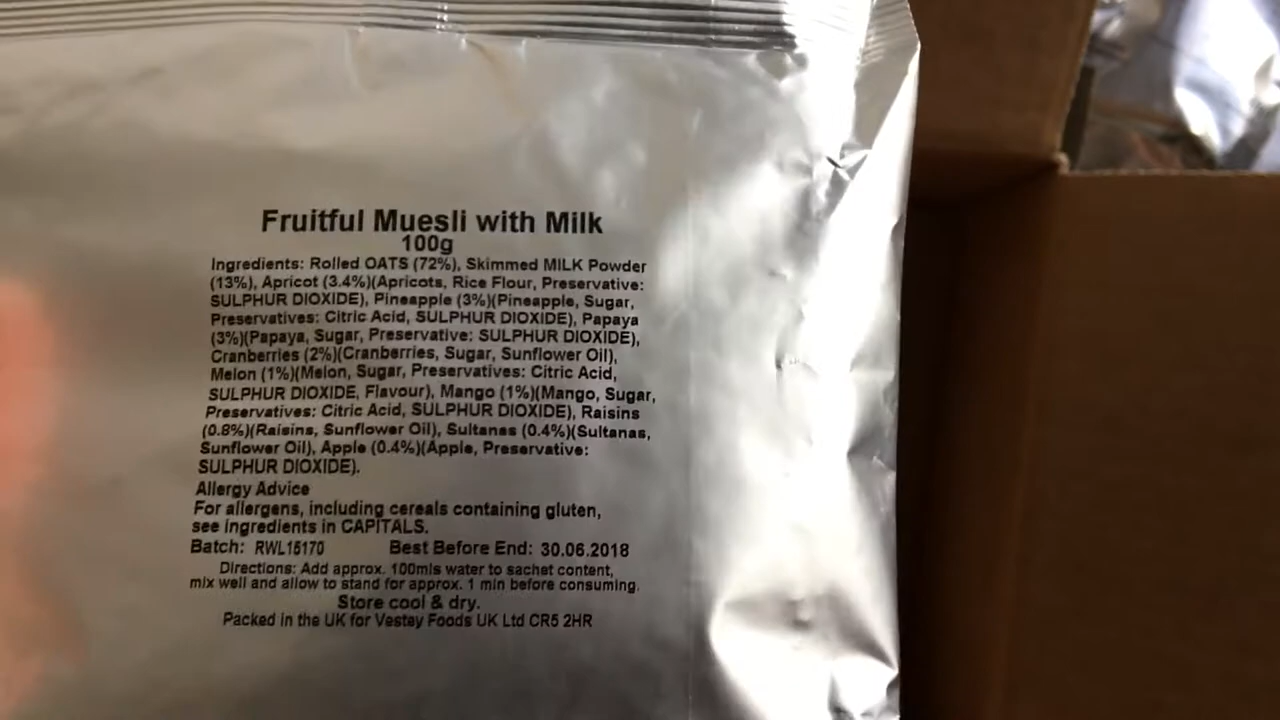 Fruitful Muesli with Milk
100g
Ingredients: Rolled OATS (72%), Skimmed MILK Powder
(13%), Apricot (3.4%)(Apricots, Rice Flour, Preservative:
SULPHUR DIOXIDE), Pineapple (3%)(Pineapple, Sugar,
Preservatives: Citric Acid, SULPHUR DIOXIDE), Papaya
(3%)(Papaya, Sugar, Preservative: SULPHUR DIOXIDE),
Cranberries (2%)(Cranberries, Sugar, Sunflower Oil),
Melon (1%)(Melon, Sugar, Preservatives: Citric Acid,
SULPHUR DIOXIDE, Flavour), Mango (1%)(Mango, Sugar,
Preservatives: Citric Acid, SULPHUR DIOXIDE), Raisins
(0.8%)(Raisins, Sunflower Oil), Sultanas (0.4%)(Sultanas,
Sunflower Oil), Apple (0.4%)(Apple, Preservative:
SULPHUR DIOXIDE).
Allergy Advice
For allergens, including cereals containing gluten,
see ingredients in CAPITALS.
Batch: RWL15170 Best Before End: 30.06.2018
Directions: Add approx. 100mls water to sachet content,
mix well and allow to stand for approx. 1 min before consuming.
Store cool & dry.
Packed in the UK for Vestey Foods UK Ltd CR5 2HR